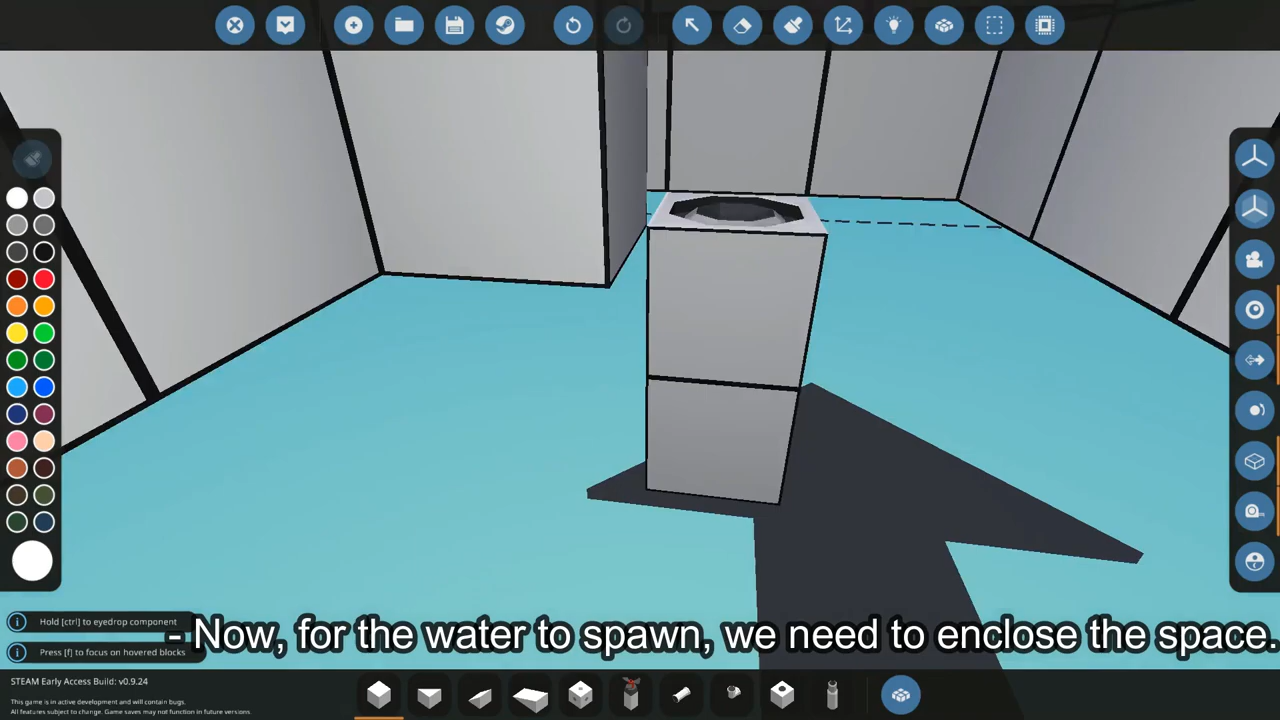 Hold [ctrl] to eyedrop component
- Now, for the water to spawn, we need to enclose the space.
Press [f] to focus on hovered blocks
STEAM Early Access Build: v0.9.24
This game is in active development and will contain bugs.
All features subject to change. Game saves may not function in future versions.